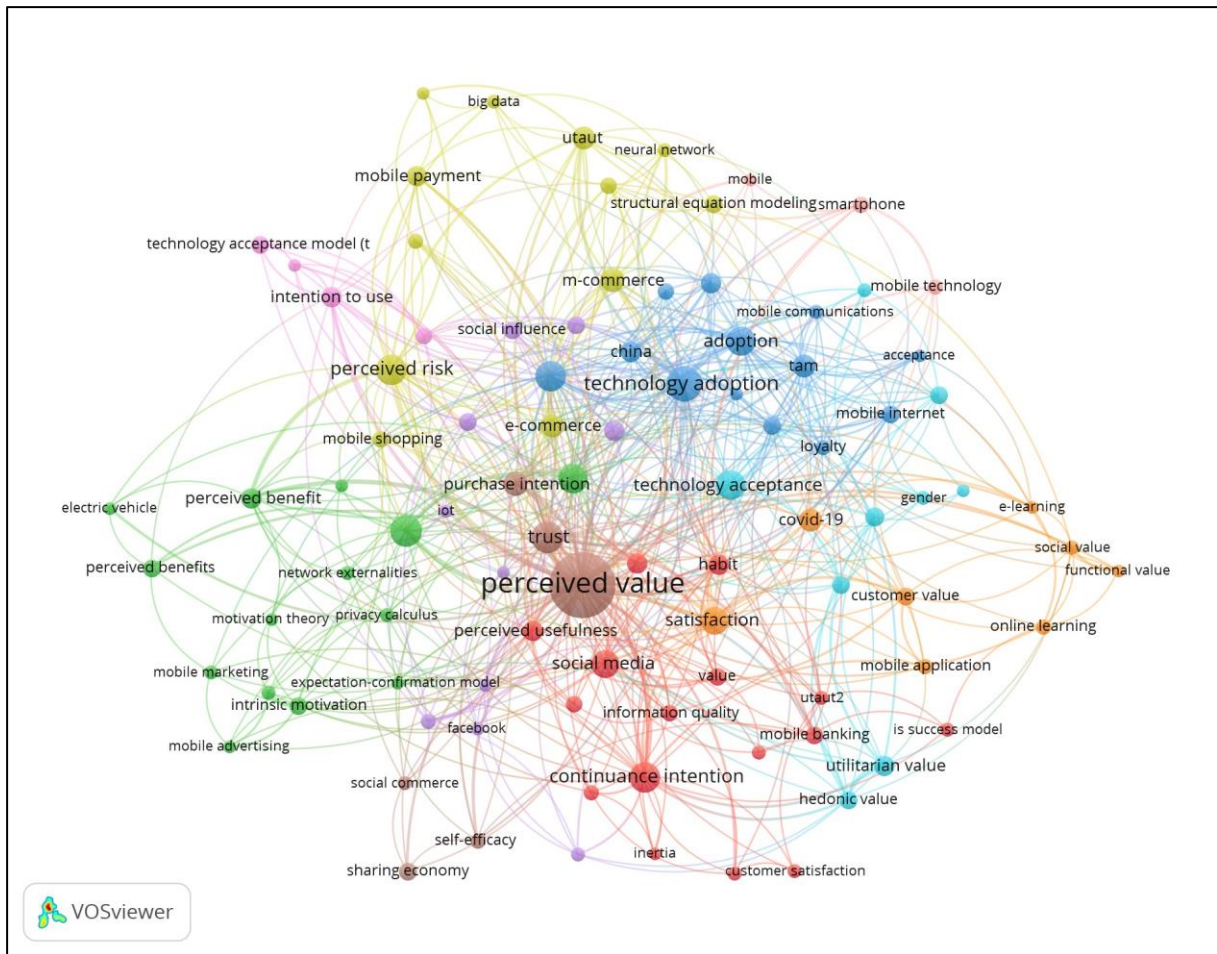 big data
utaut
neural network
mobile payment
mobile
structural equation modeling
smartphone
technology acceptance model (t
m-commerce
mobile technology
intention to use
mobile communications
social influence
adoption
china
acceptance
perceived risk
tam
technology adoption
mobile internet
e-commerce
mobile shopping
loyalty
purchase intention
technology acceptance
perceived benefit
gender
electric vehicle
iot
e-learning
covid-19
trust
social value
perceived benefits
network externalities
habit
functional value
perceived value
customer value
motivation theory
privacy calculus
satisfaction
perceived usefulness
online learning
social media
mobile application
mobile marketing
value
expectation-confirmation model
intrinsic motivation
utaut2
information quality
facebook
mobile banking
is success model
mobile advertising
utilitarian value
continuance intention
social commerce
hedonic value
self-efficacy
inertia
sharing economy
customer satisfaction
VOSviewer